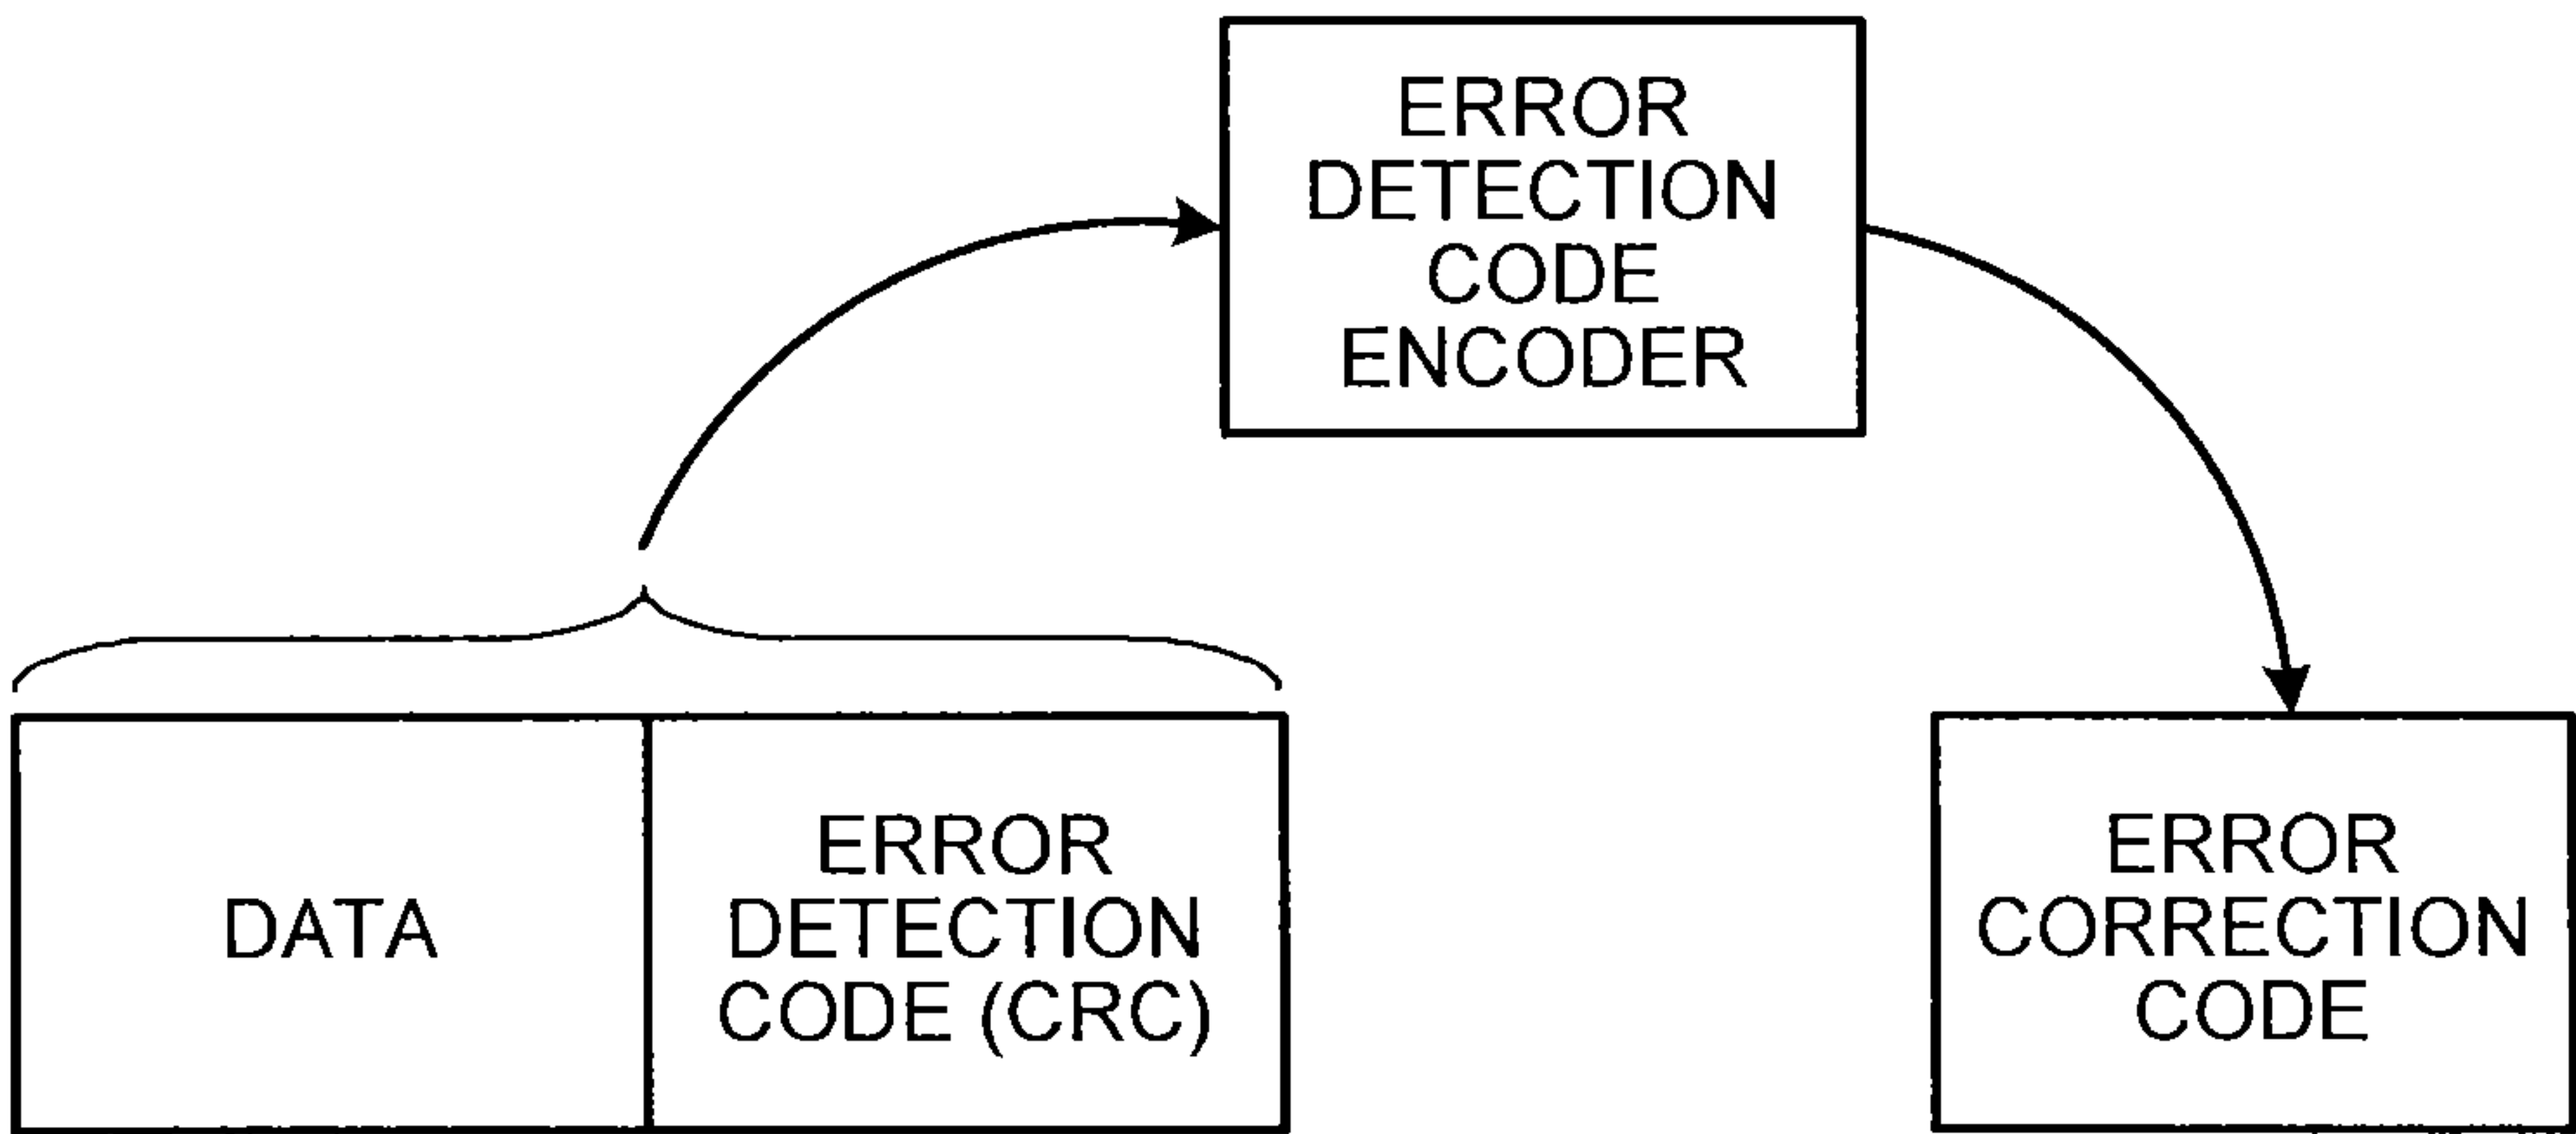 ERROR
DETECTION
CODE
ENCODER
DATA
ERROR
DETECTION
CODE (CRC)
ERROR
CORRECTION
CODE